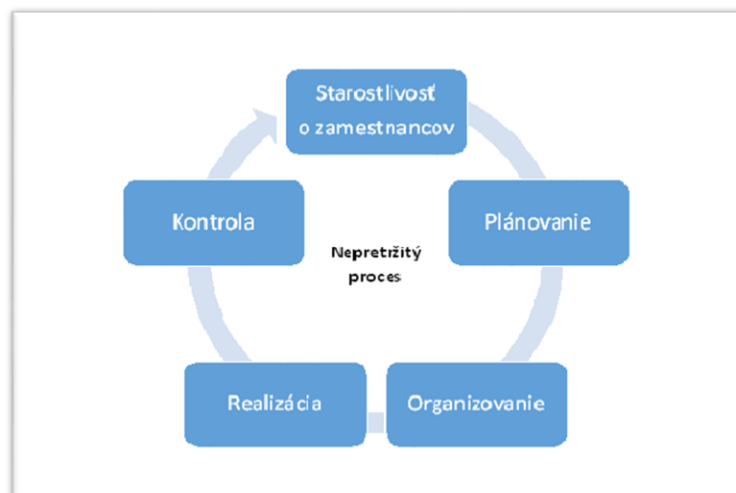 Starostlivosť
o zamestnancov
Plánovanie
Organizovanie
Realizácia
Kontrola
Nepretržitý
proces